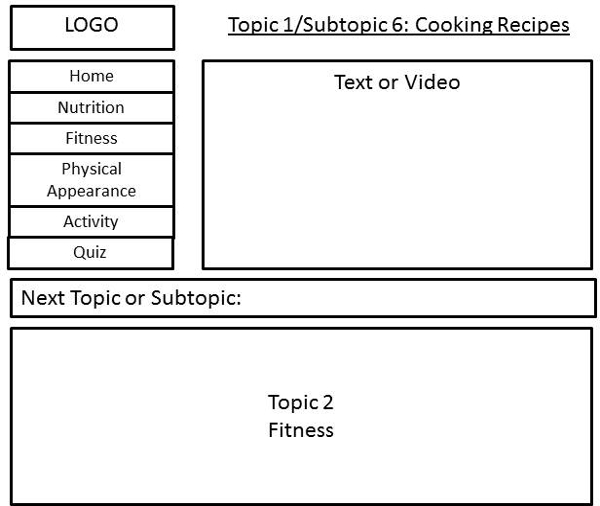 LOGO
Topic 1/Subtopic 6: Cooking Recipes
Home
Nutrition
Fitness
Physical
Appearance
Activity
Quiz
Text or Video
Next Topic or Subtopic:
Topic 2
Fitness